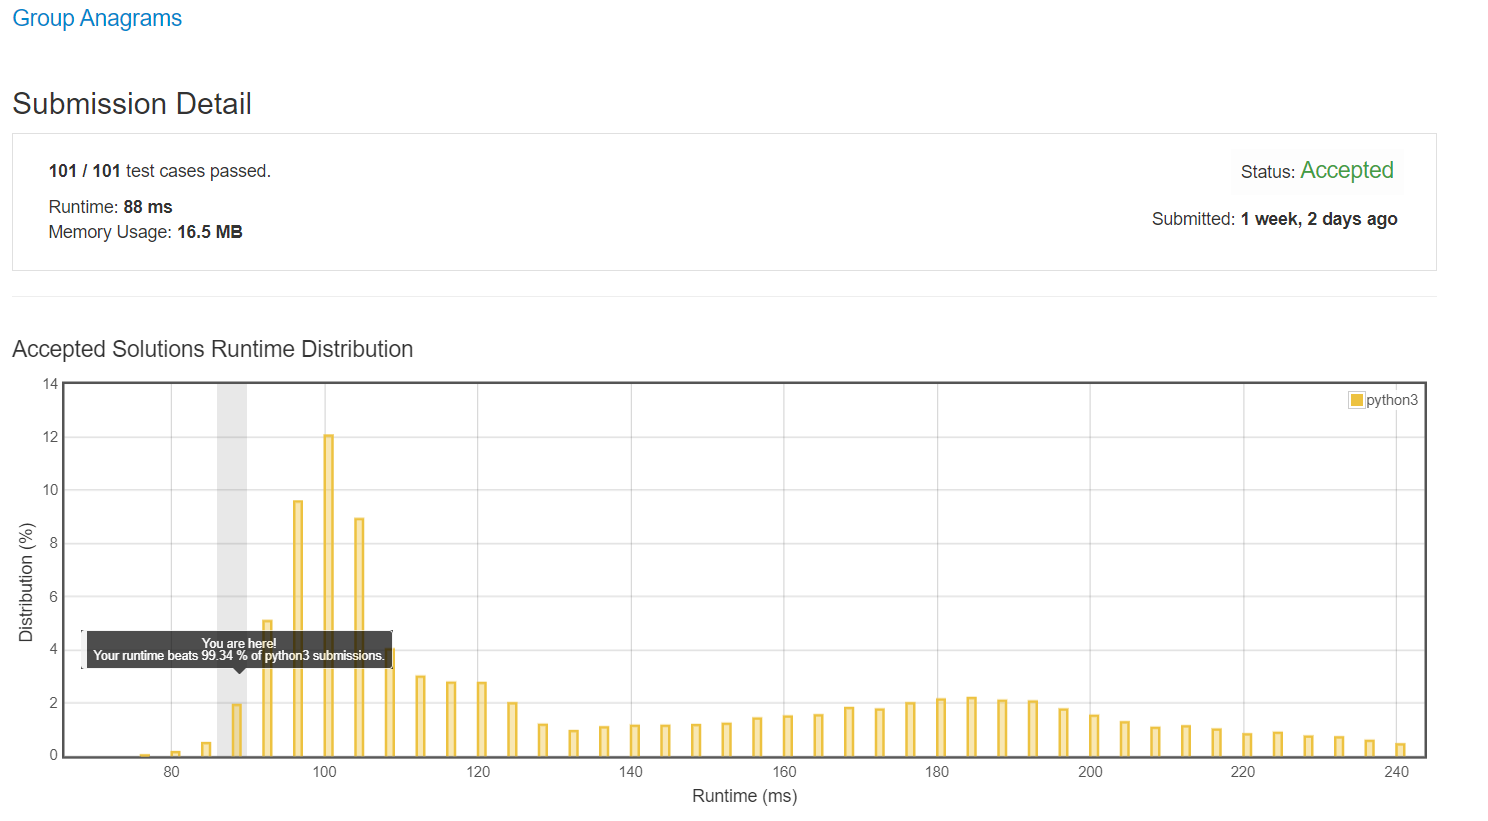 Group Anagrams
Submission Detail
101 / 101 test cases passed.
Status: Accepted
Runtime: 88 ms
Submitted: 1 week, 2 days ago
Memory Usage: 16.5 MB
Accepted Solutions Runtime Distribution
python3
14
12
10
8
6
4
2
0
Distribution (%)
You are here!
Your runtime beats 99.34 % of python3 submissions.
80 100 120 140 160 180 200 220 240
Runtime (ms)